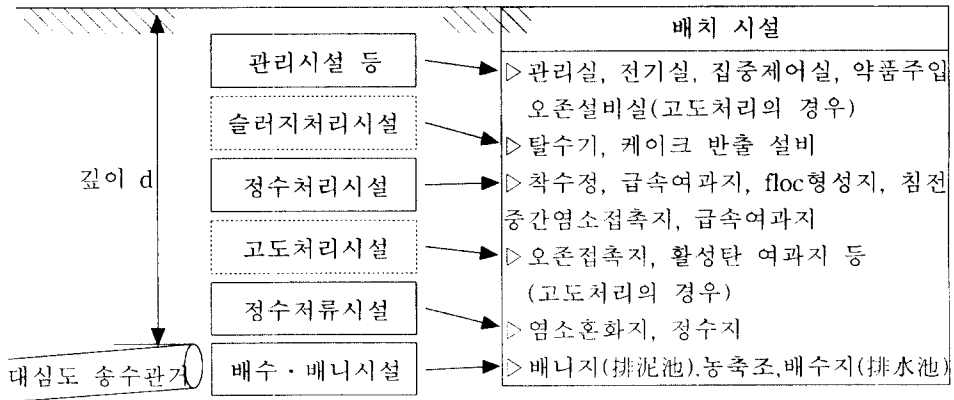 배치 시설
관리시설 등
▷관리실, 전기실, 집중제어실, 약품주입
오존설비실(고도처리의 경우)
슬러지처리시설
▷탈수기, 케이크 반출 설비
깊이 d
정수처리시설
▷착수정, 급속여과지, floc형성지, 침전
중간염소접촉지, 급속여과지
고도처리시설
▷오존접촉지, 활성탄 여과지 등
(고도처리의 경우)
정수저류시설
▷염소혼화지, 정수지
대심도 송수관거
배수·배니시설
▷배니지(排泥池),농축조,배수지(排水池)